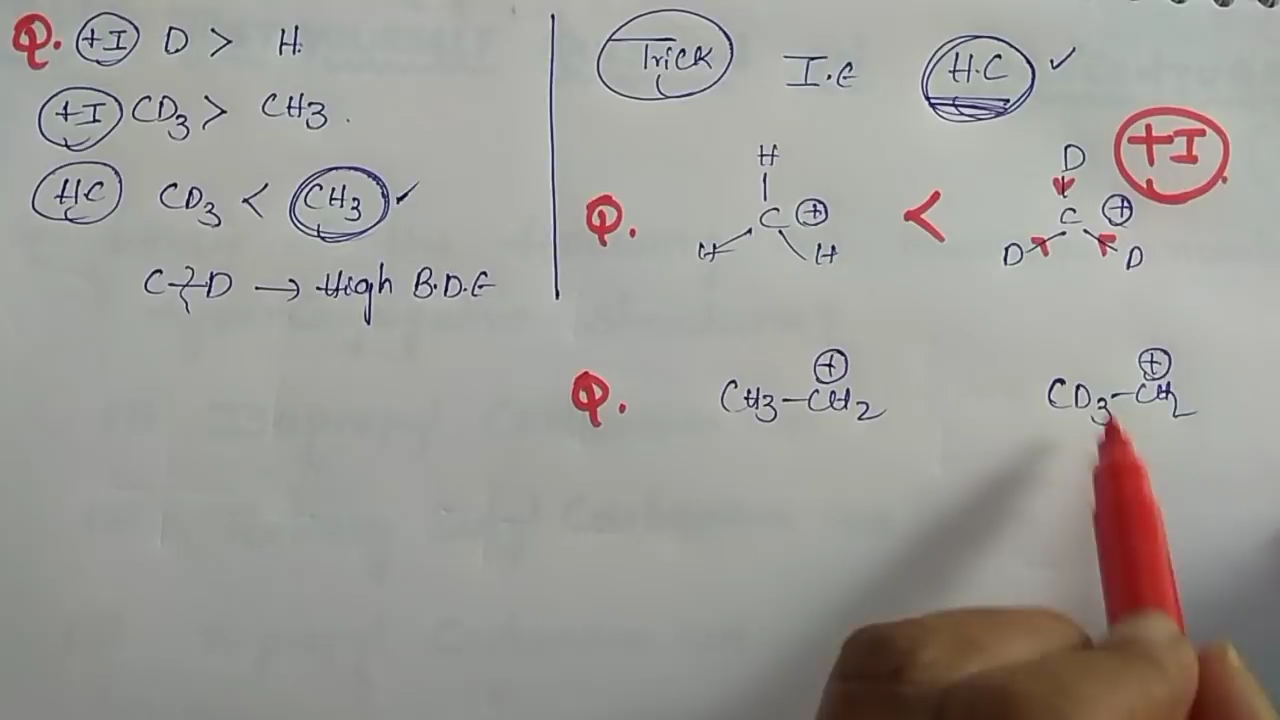 Q. +I D > H
+I CD3 > CH3.
HC CD3 < CH3 ✓
C-D → High B.D.E
Trick I.E H.C ✓
+I
Q. H C ⊕ H H < D C ⊕ D D
Q. CH3-CH2 ⊕ CD3-CH2 ⊕